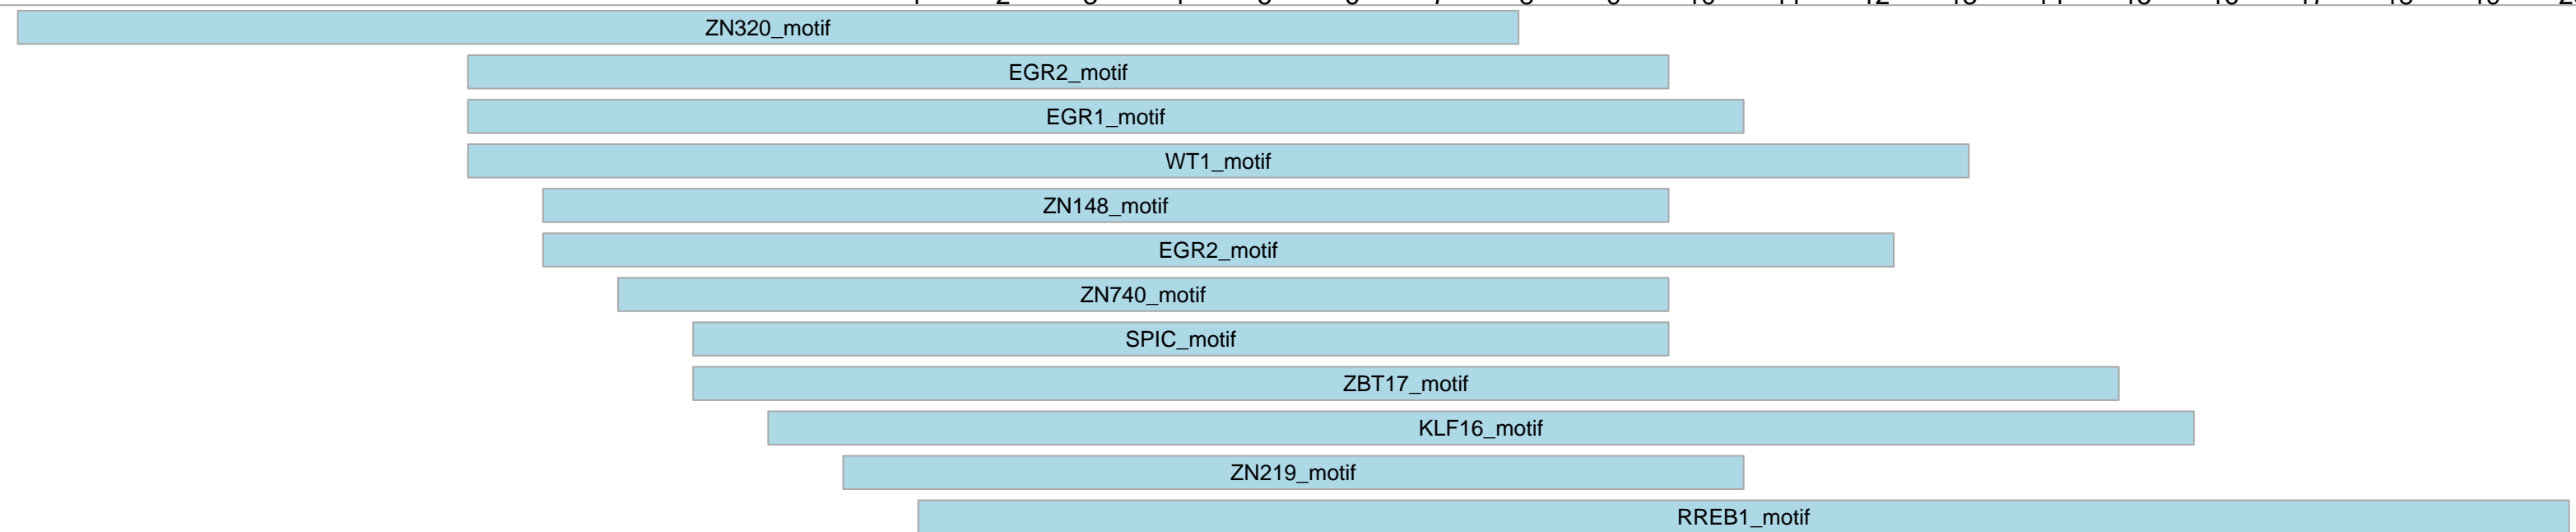 ZN320_motif
EGR2_motif
EGR1_motif
WT1_motif
ZN148_motif
EGR2_motif
ZN740_motif
SPIC_motif
ZBT17_motif
KLF16_motif
ZN219_motif
RREB1_motif